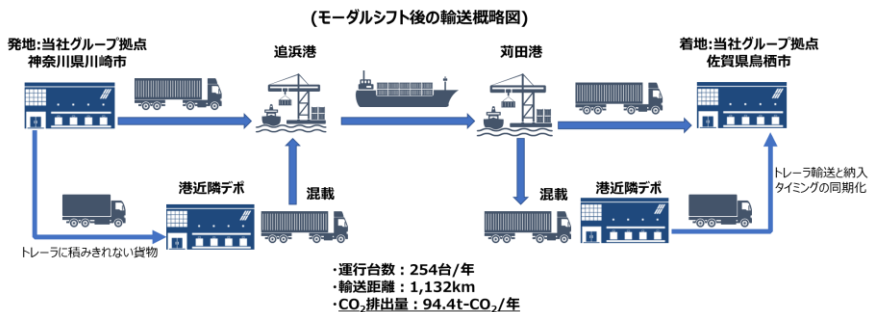 (モーダルシフト後の輸送概略図)
発地:当社グループ拠点
神奈川県川崎市
追浜港
苅田港
着地:当社グループ拠点
佐賀県鳥栖市
港近隣デポ
混載
混載
港近隣デポ
トレーラ輸送と納入
タイミングの同期化
トレーラに積みきれない貨物
・運行台数：254台/年
・輸送距離：1,132km
・CO₂排出量：94.4t-CO₂/年